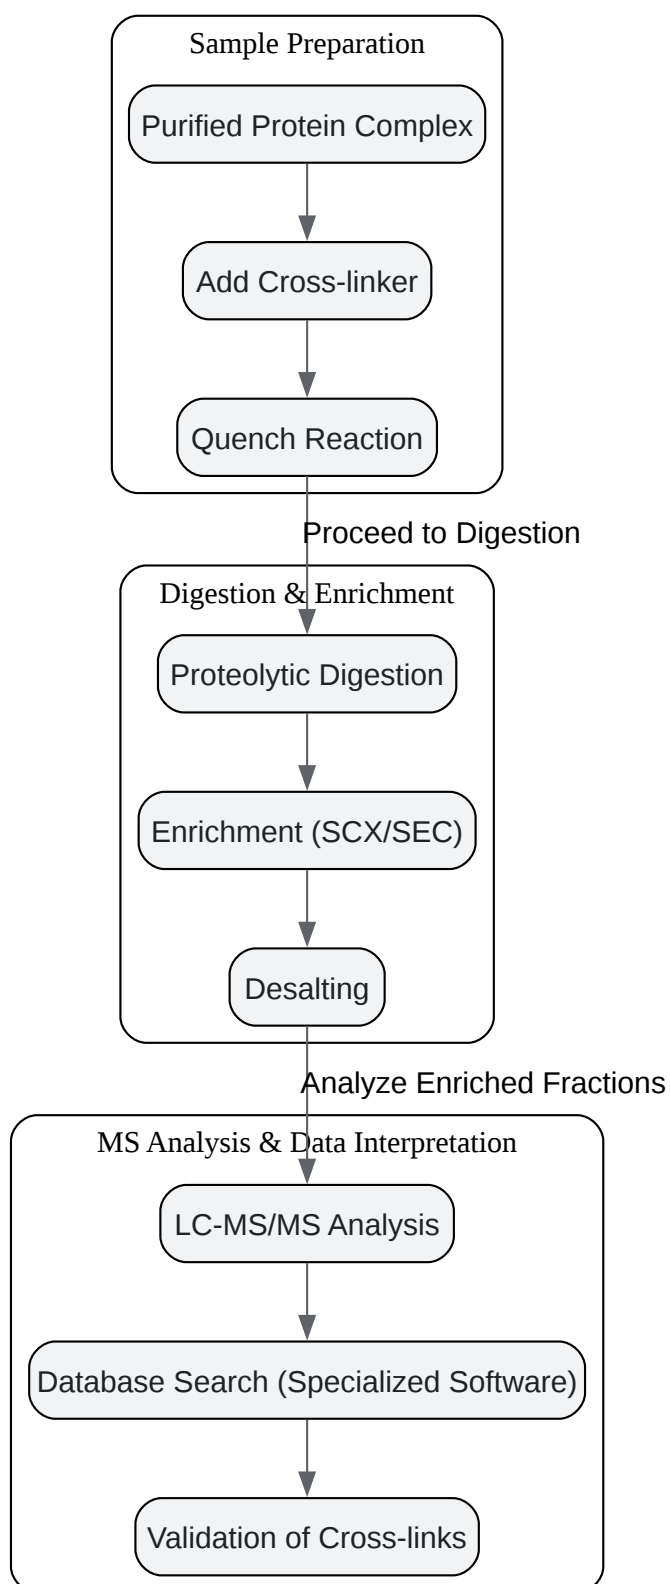 Sample Preparation
Purified Protein Complex
Add Cross-linker
Quench Reaction
Proceed to Digestion
Digestion & Enrichment
Proteolytic Digestion
Enrichment (SCX/SEC)
Desalting
Analyze Enriched Fractions
MS Analysis & Data Interpretation
LC-MS/MS Analysis
Database Search (Specialized Software)
Validation of Cross-links